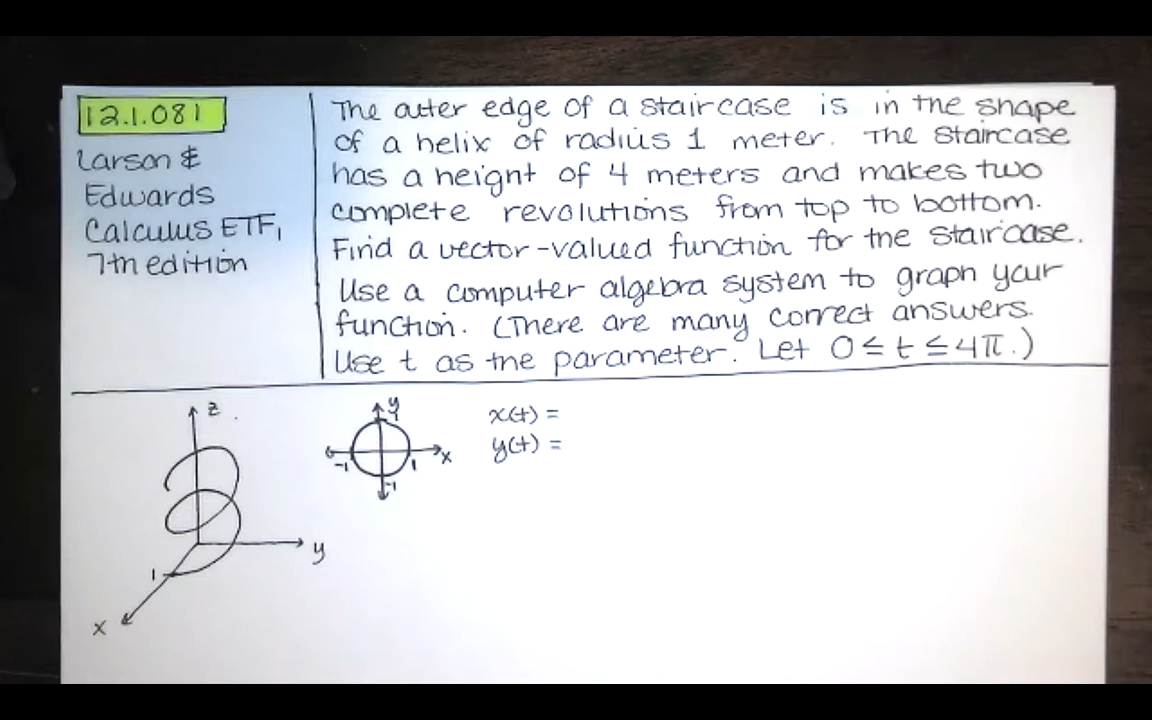 12.1.081
Larson &
Edwards
Calculus ETF,
7th edition
The outer edge of a staircase is in the shape
of a helix of radius 1 meter. The staircase
has a height of 4 meters and makes two
complete revolutions from top to bottom.
Find a vector-valued function for the staircase.
Use a computer algebra system to graph your
function. (There are many correct answers.
Use t as the parameter. Let 0 ≤ t ≤ 4π.)
z
y
x
1
y
1
-1
1
x
-1
x(t) =
y(t) =